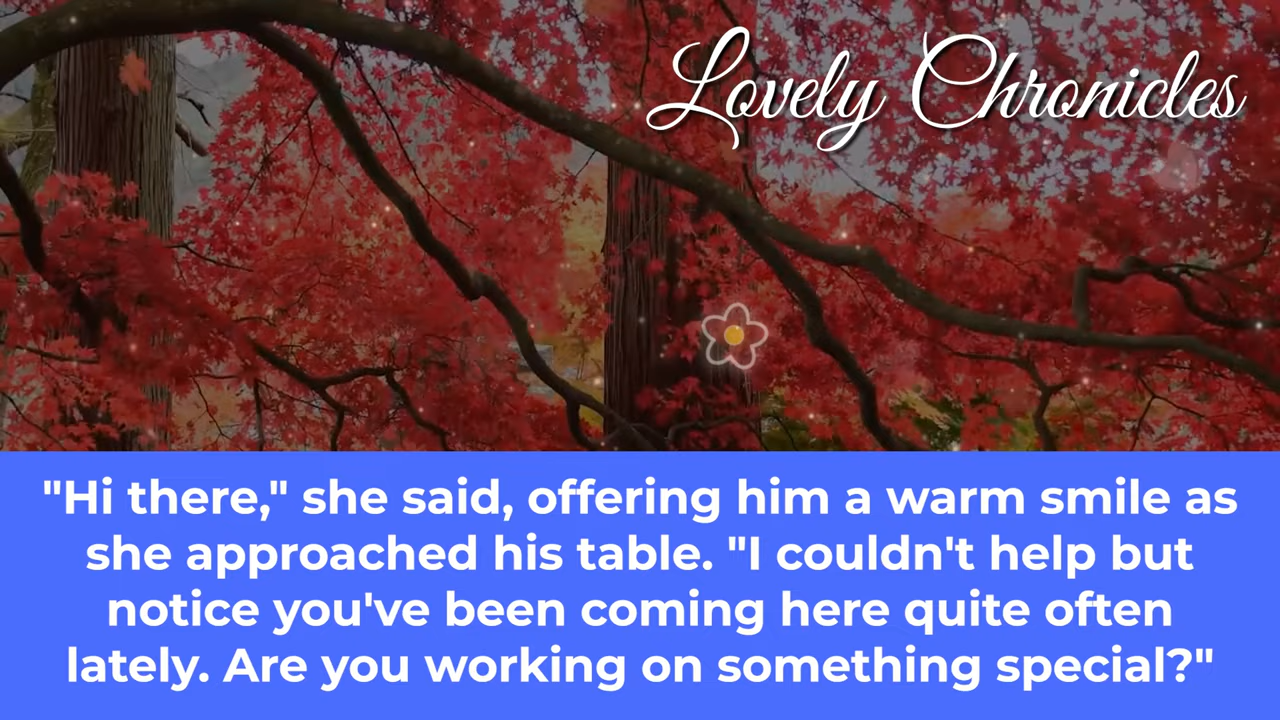 Lovely Chronicles
"Hi there," she said, offering him a warm smile as
she approached his table. "I couldn't help but
notice you've been coming here quite often
lately. Are you working on something special?"